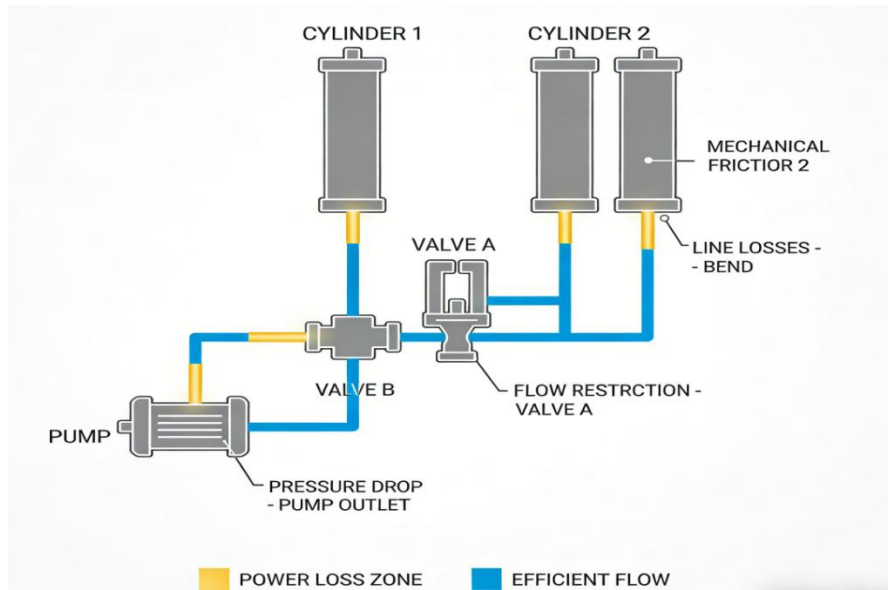 CYLINDER 1
CYLINDER 2
MECHANICAL
FRICTIOR 2
VALVE A
LINE LOSSES -
- BEND
VALVE B
FLOW RESTRCTION -
VALVE A
PUMP
PRESSURE DROP
- PUMP OUTLET
POWER LOSS ZONE
EFFICIENT FLOW